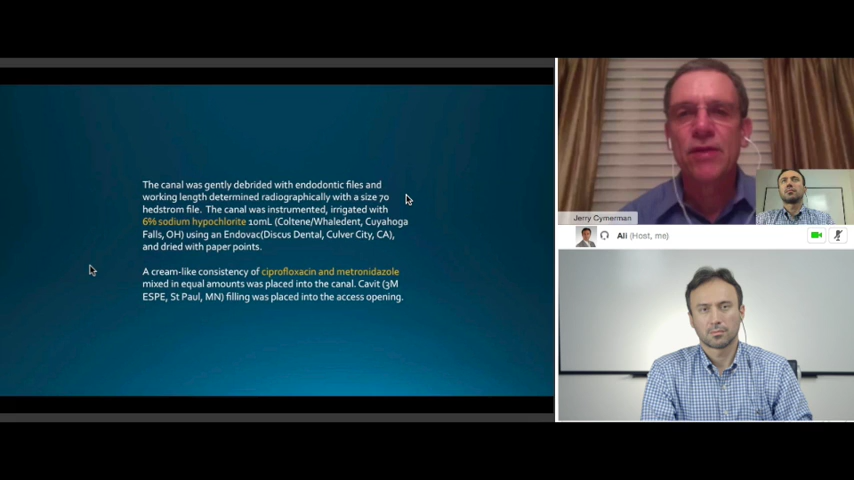 The canal was gently debrided with endodontic files and
working length determined radiographically with a size 70
hedstrom file. The canal was instrumented, irrigated with
6% sodium hypochlorite 10mL (Coltene/Whaledent, Cuyahoga
Falls, OH) using an Endovac(Discus Dental, Culver City, CA),
and dried with paper points.
A cream-like consistency of ciprofloxacin and metronidazole
mixed in equal amounts was placed into the canal. Cavit (3M
ESPE, St Paul, MN) filling was placed into the access opening.
Jerry Cymerman
Ali (Host, me)